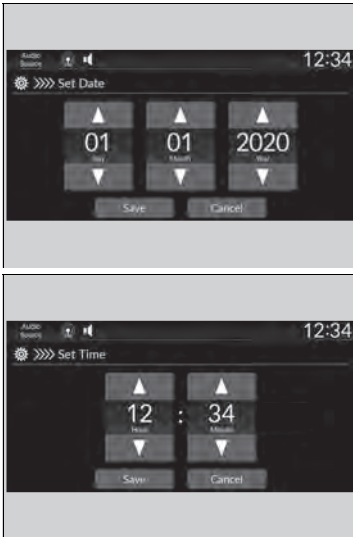 Audio Source
12:34
Set Date
01 01 2020
Day Month Year
Save Cancel
Audio Source
12:34
Set Time
12 : 34
Hour Minute
Save Cancel